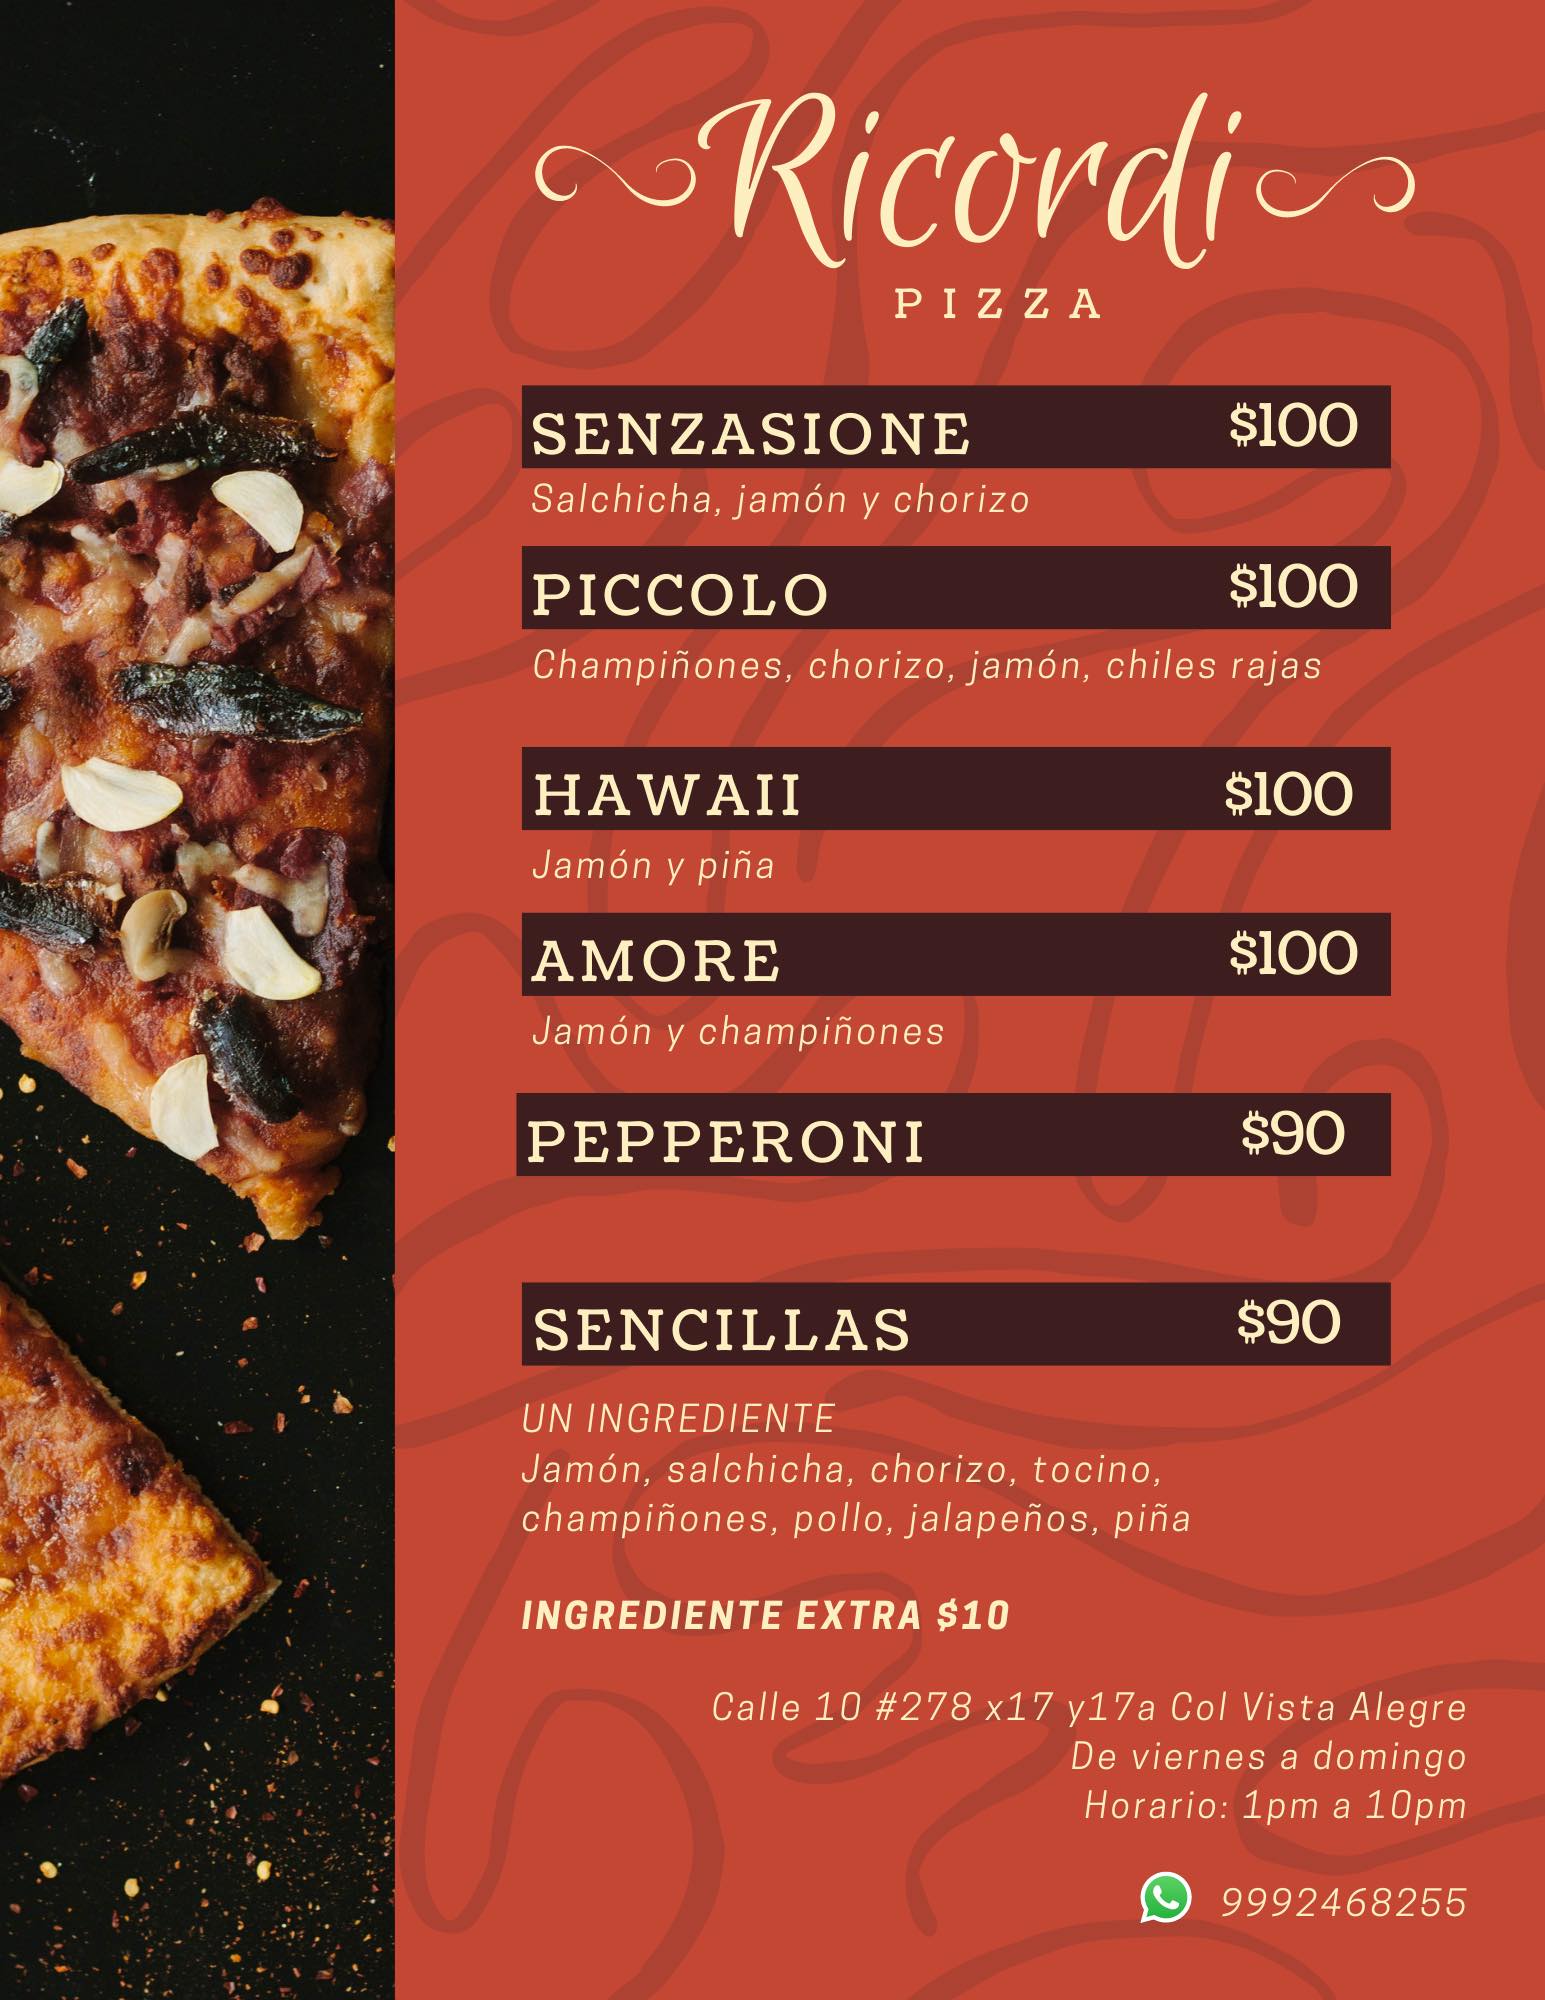 Ricordi
PIZZA
SENZASIONE $100
Salchicha, jamón y chorizo
PICCOLO $100
Champiñones, chorizo, jamón, chiles rajas
HAWAII $100
Jamón y piña
AMORE $100
Jamón y champiñones
PEPPERONI $90
SENCILLAS $90
UN INGREDIENTE
Jamón, salchicha, chorizo, tocino,
champiñones, pollo, jalapeños, piña
INGREDIENTE EXTRA $10
Calle 10 #278 x17 y17a Col Vista Alegre
De viernes a domingo
Horario: 1pm a 10pm
9992468255